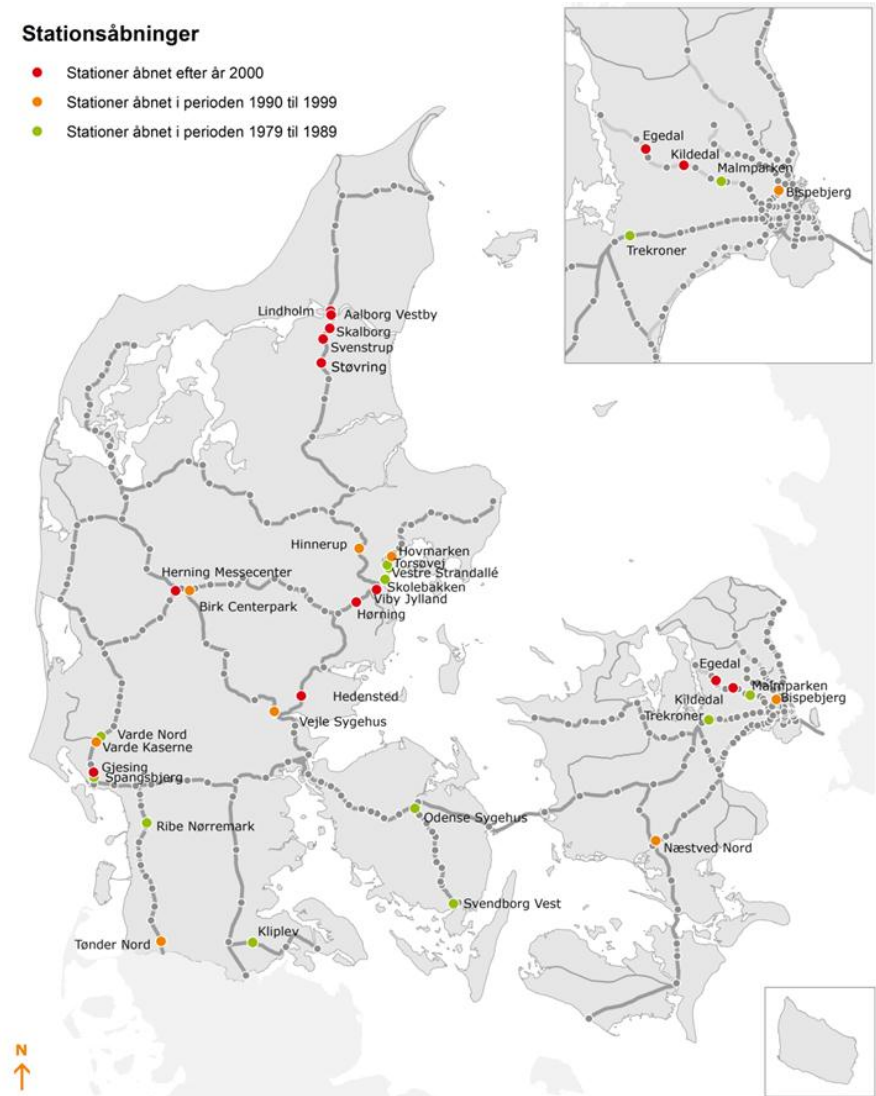 Stationsåbninger
Stationer åbnet efter år 2000
Stationer åbnet i perioden 1990 til 1999
Stationer åbnet i perioden 1979 til 1989
Egedal
Kildedal
Malmparken
Bispebjerg
Trekroner
Lindholm
Aalborg Vestby
Skalborg
Svenstrup
Støvring
Hinnerup
Hovmarken
Torsøvej
Vestre Strandallé
Herning Messecenter
Skolebakken
Birk Centerpark
Viby Jylland
Hørning
Egedal
Hedensted
Kildedal
Malmparken
Bispebjerg
Trekroner
Vejle Sygehus
Varde Nord
Varde Kaserne
Gjesing
Spangsbjerg
Odense Sygehus
Ribe Nørremark
Næstved Nord
Svendborg Vest
Kliplev
Tønder Nord
N